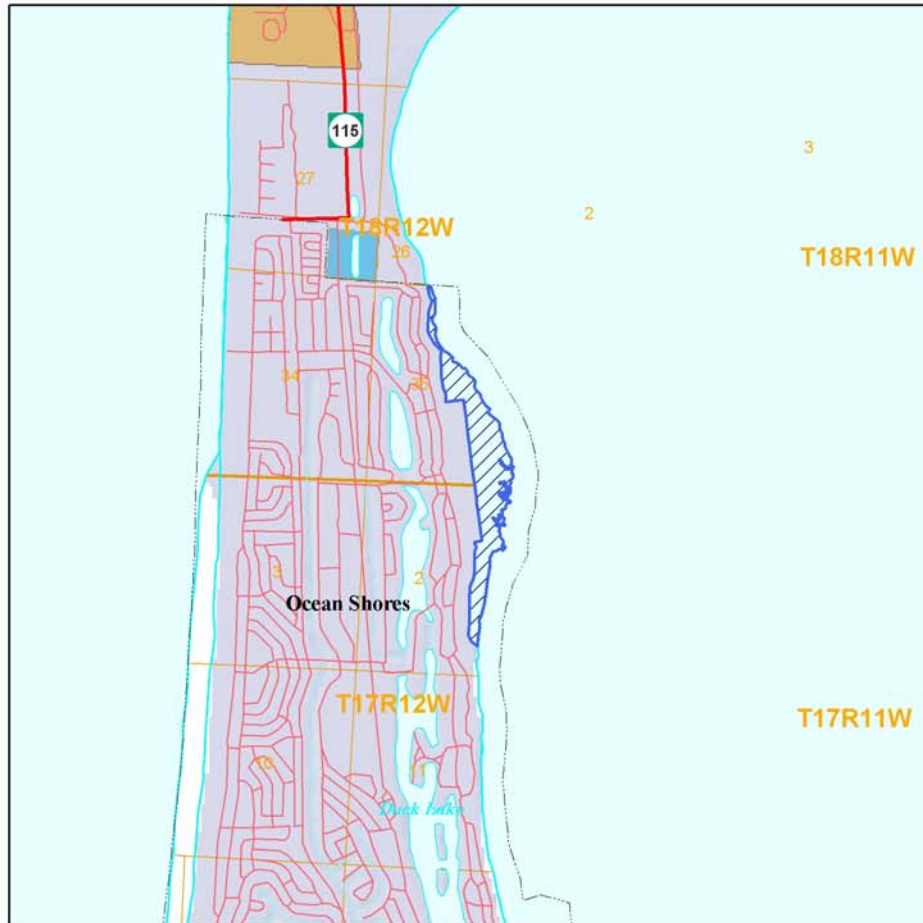 115
3
27
2
T18R12W
26
T18R11W
34
35
3
2
Ocean Shores
T17R12W
T17R11W
10
11
Duck Lake